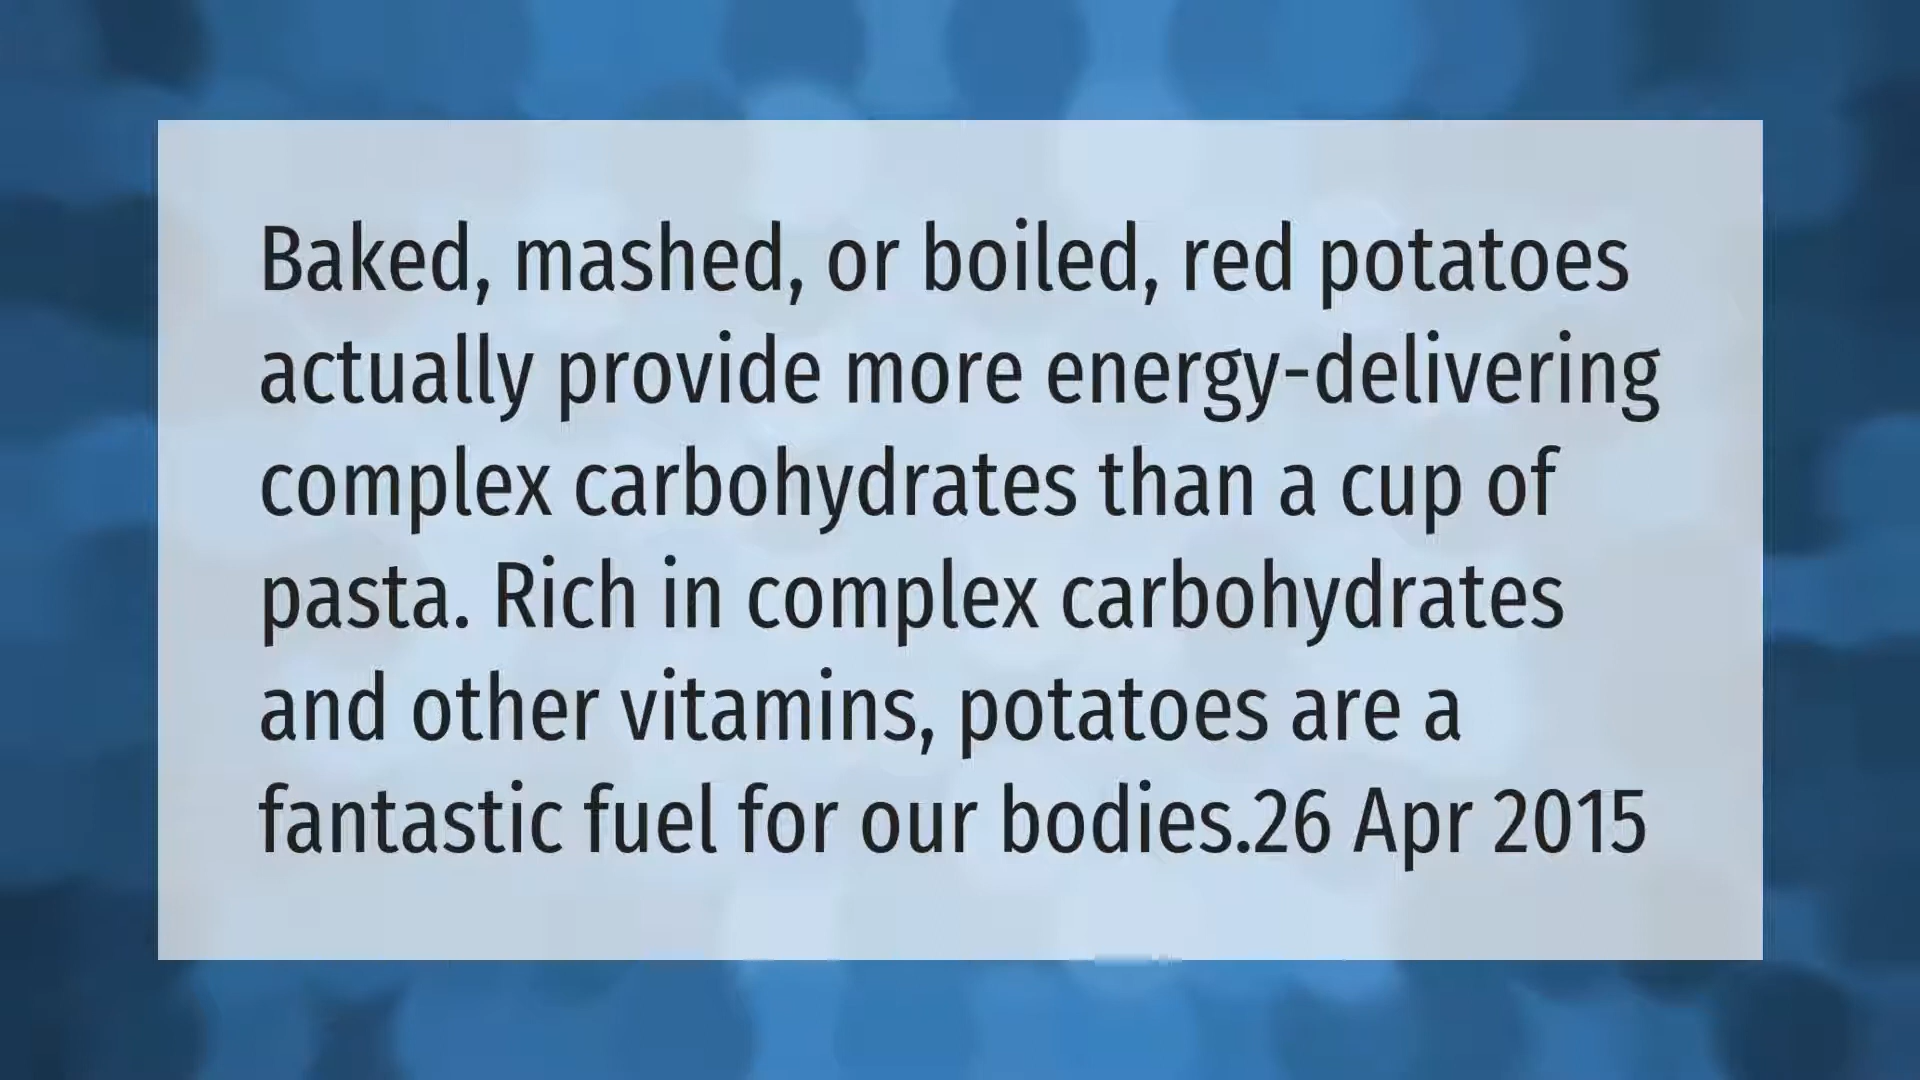 Baked, mashed, or boiled, red potatoes
actually provide more energy-delivering
complex carbohydrates than a cup of
pasta. Rich in complex carbohydrates
and other vitamins, potatoes are a
fantastic fuel for our bodies.26 Apr 2015